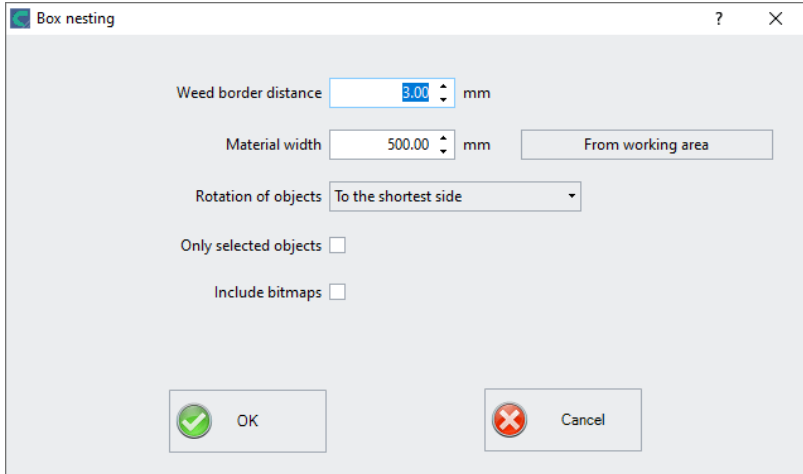 Box nesting ?
Weed border distance 3.00 mm
Material width 500.00 mm From working area
Rotation of objects To the shortest side
Only selected objects
Include bitmaps
OK Cancel